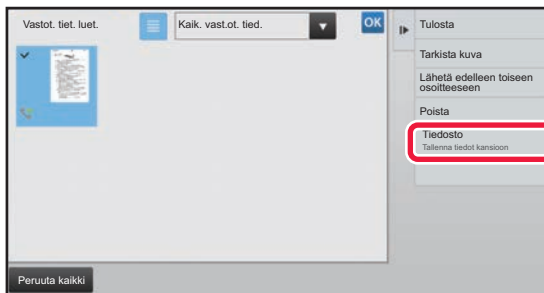 Vastot. tiet. luet.
Kaik. vast.ot. tied.
OK
Tulosta
Tarkista kuva
Lähetä edelleen toiseen
osoitteeseen
Poista
Tiedosto
Tallenna tiedot kansioon
Peruuta kaikki